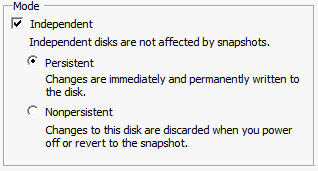 Mode
Independent
Independent disks are not affected by snapshots.
Persistent
Changes are immediately and permanently written to
the disk.
Nonpersistent
Changes to this disk are discarded when you power
off or revert to the snapshot.